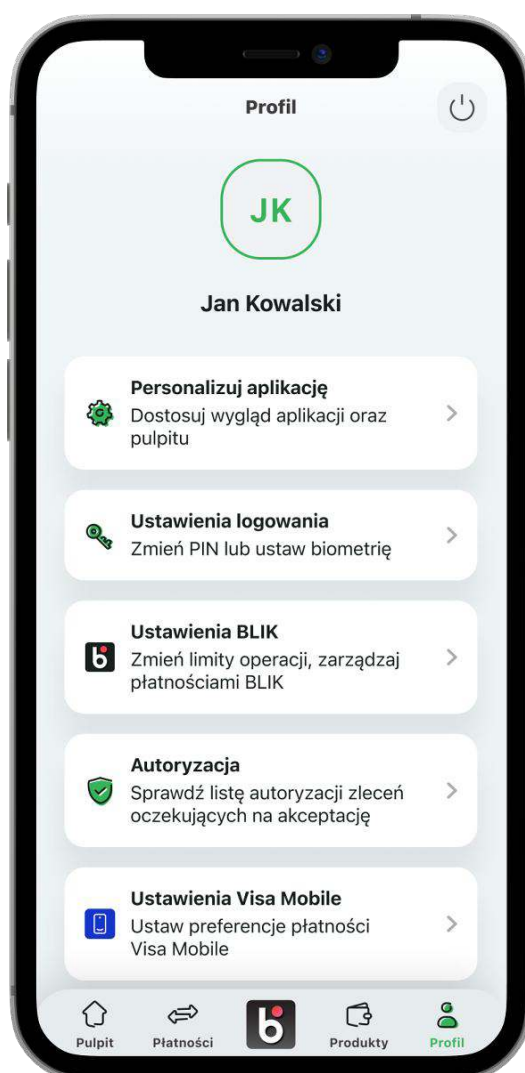 Profil
JK
Jan Kowalski
Personalizuj aplikację
Dostosuj wygląd aplikacji oraz
pulpitu
Ustawienia logowania
Zmień PIN lub ustaw biometrię
Ustawienia BLIK
Zmień limity operacji, zarządzaj
płatnościami BLIK
Autoryzacja
Sprawdź listę autoryzacji zleceń
oczekujących na akceptację
Ustawienia Visa Mobile
Ustaw preferencje płatności
Visa Mobile
Pulpit Płatności b Produkty Profil